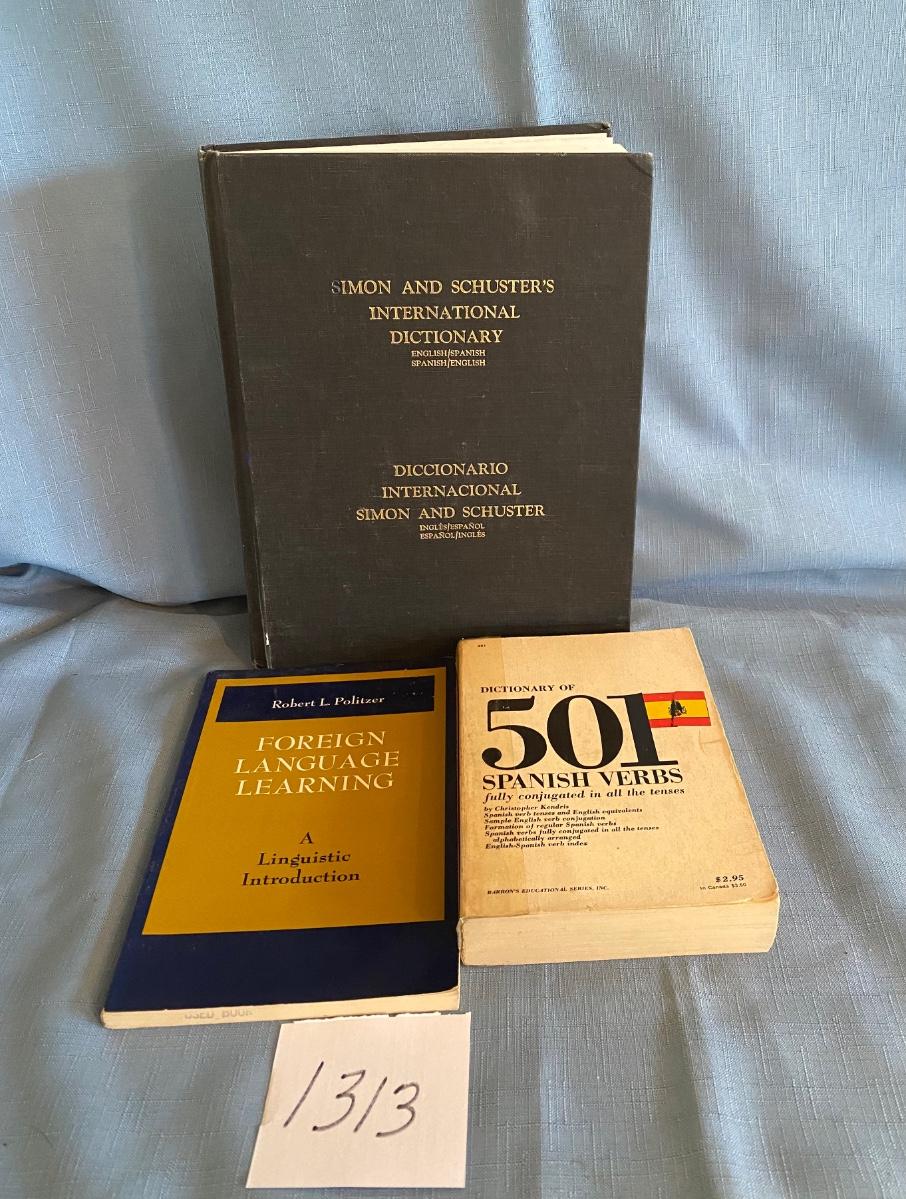 SIMON AND SCHUSTER'S
INTERNATIONAL
DICTIONARY
ENGLISH/SPANISH
SPANISH/ENGLISH
DICCIONARIO
INTERNACIONAL
SIMON AND SCHUSTER
INGLÉS/ESPAÑOL
ESPAÑOL/INGLÉS
Robert L. Politzer
FOREIGN
LANGUAGE
LEARNING
A
Linguistic
Introduction
USED BOOK
DICTIONARY OF
501
SPANISH VERBS
fully conjugated in all the tenses
by Christopher Kendris
Spanish verb tenses and English equivalents
Sample English verb conjugation
Formation of regular Spanish verbs
Spanish verbs fully conjugated in all the tenses
alphabetically arranged
English-Spanish verb index
BARRON'S EDUCATIONAL SERIES, INC.
$2.95
In Canada
1313